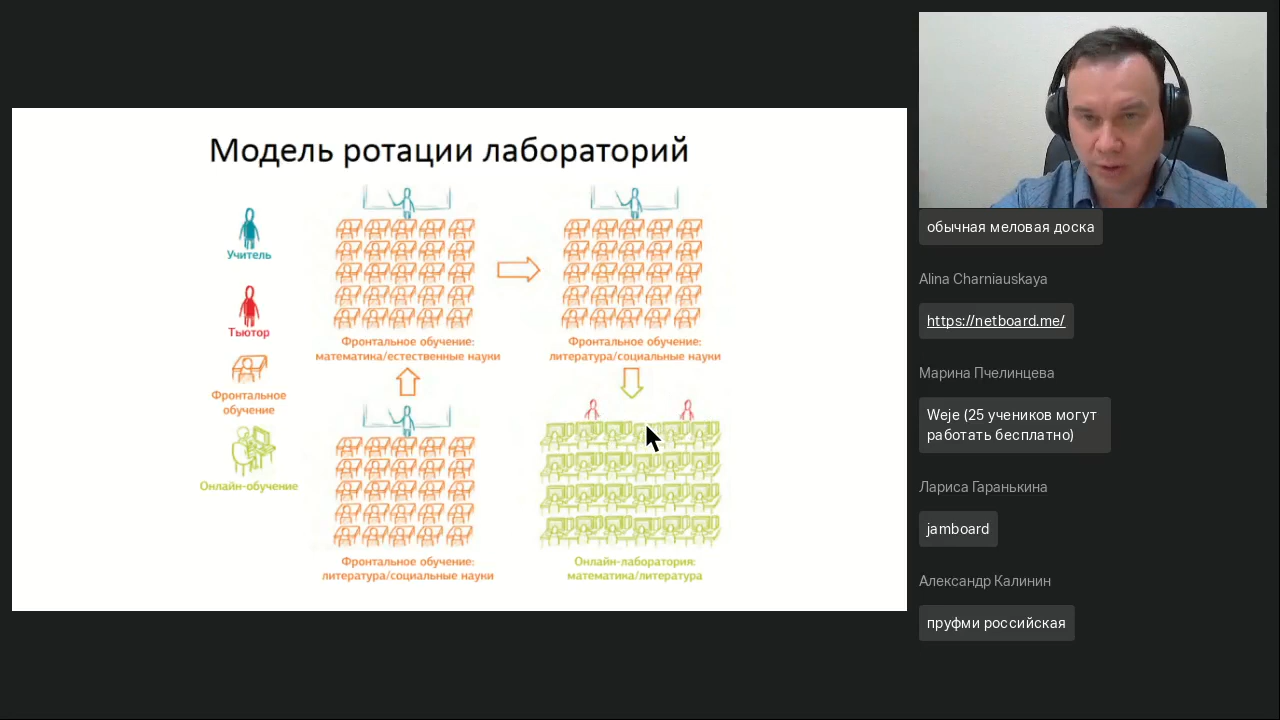 Модель ротации лабораторий
Учитель
Тьютор
Фронтальное
обучение
Онлайн-обучение
Фронтальное обучение:
математика/естественные науки
Фронтальное обучение:
литература/социальные науки
Фронтальное обучение:
литература/социальные науки
Онлайн-лаборатория:
математика/литература
обычная меловая доска
Alina Charniauskaya
https://netboard.me/
Марина Пчелинцева
Weje (25 учеников могут
работать бесплатно)
Лариса Гаранькина
jamboard
Александр Калинин
пруфми российская